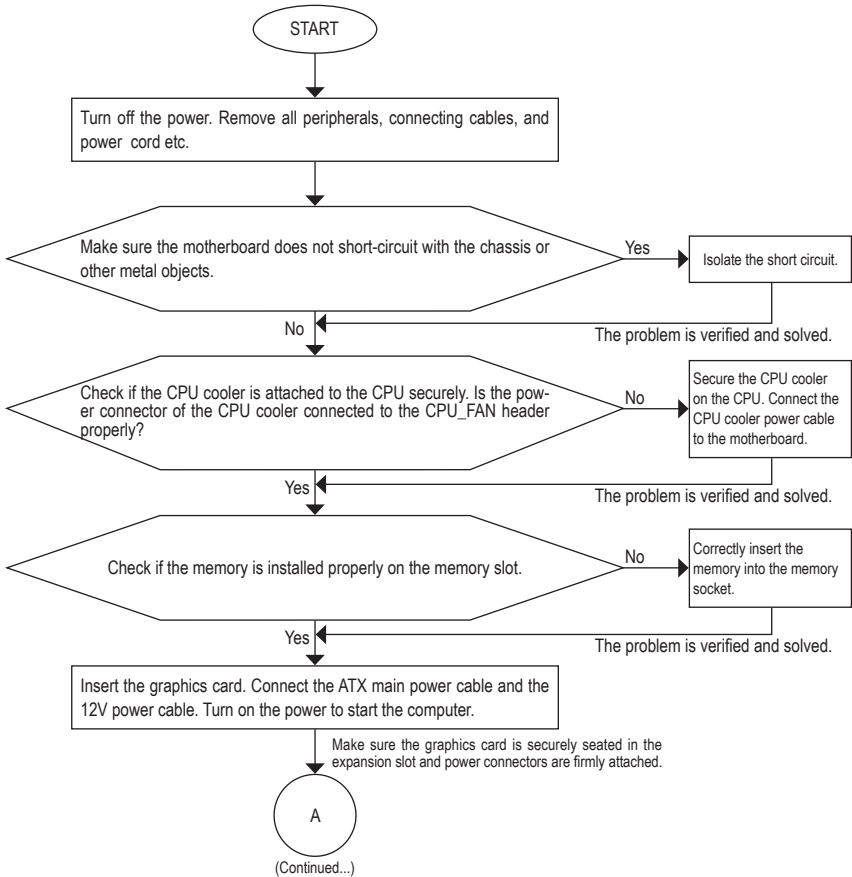 START
Turn off the power. Remove all peripherals, connecting cables, and
power cord etc.
Make sure the motherboard does not short-circuit with the chassis or
other metal objects.
Yes
Isolate the short circuit.
No
The problem is verified and solved.
Check if the CPU cooler is attached to the CPU securely. Is the pow-
er connector of the CPU cooler connected to the CPU_FAN header
properly?
No
Secure the CPU cooler
on the CPU. Connect the
CPU cooler power cable
to the motherboard.
Yes
The problem is verified and solved.
Check if the memory is installed properly on the memory slot.
No
Correctly insert the
memory into the memory
socket.
Yes
The problem is verified and solved.
Insert the graphics card. Connect the ATX main power cable and the
12V power cable. Turn on the power to start the computer.
Make sure the graphics card is securely seated in the
expansion slot and power connectors are firmly attached.
A
(Continued...)